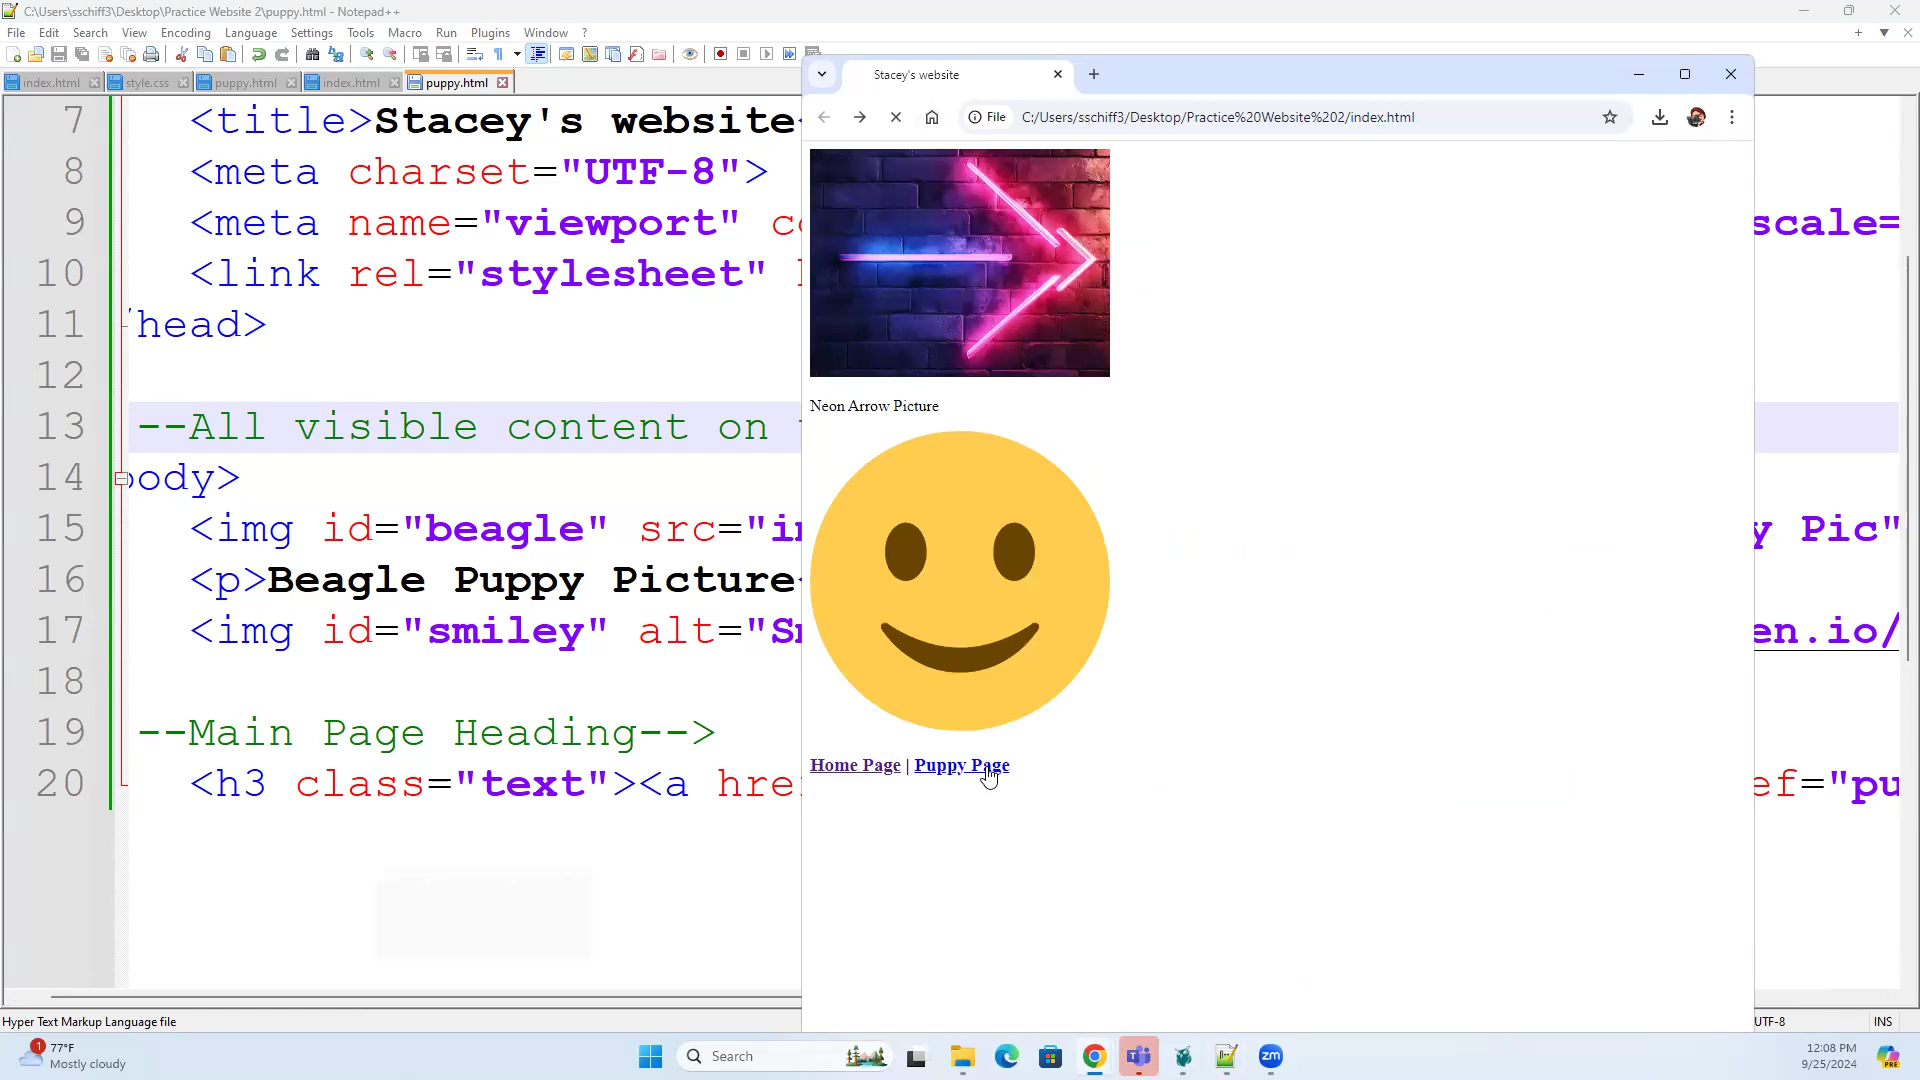 C:\Users\sschiff3\Desktop\Practice Website 2\puppy.html - Notepad++
File Edit Search View Encoding Language Settings Tools Macro Run Plugins Window ?
index.html style.css puppy.html index.html puppy.html
Stacey's website
File C:/Users/sschiff3/Desktop/Practice%20Website%202/index.html
7 <title>Stacey's website
8 <meta charset="UTF-8">
9 <meta name="viewport" scale=
10 <link rel="stylesheet"
11 head>
12
13 --All visible content on
14 body>
15 <img id="beagle" src=" Pic"
16 <p>Beagle Puppy Picture
17 <img id="smiley" alt=" en.io/
18
19 --Main Page Heading-->
20 <h3 class="text"><a ef="pu
Neon Arrow Picture
Home Page | Puppy Page
Hyper Text Markup Language file UTF-8 INS
1 77°F
Mostly cloudy
Search
zm
PRE
12:08 PM
9/25/2024